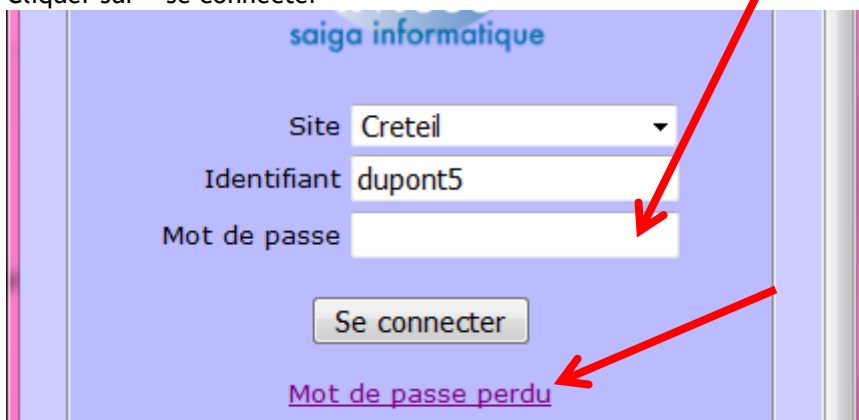 saiga informatique
Site Creteil
Identifiant dupont5
Mot de passe
Se connecter
Mot de passe perdu